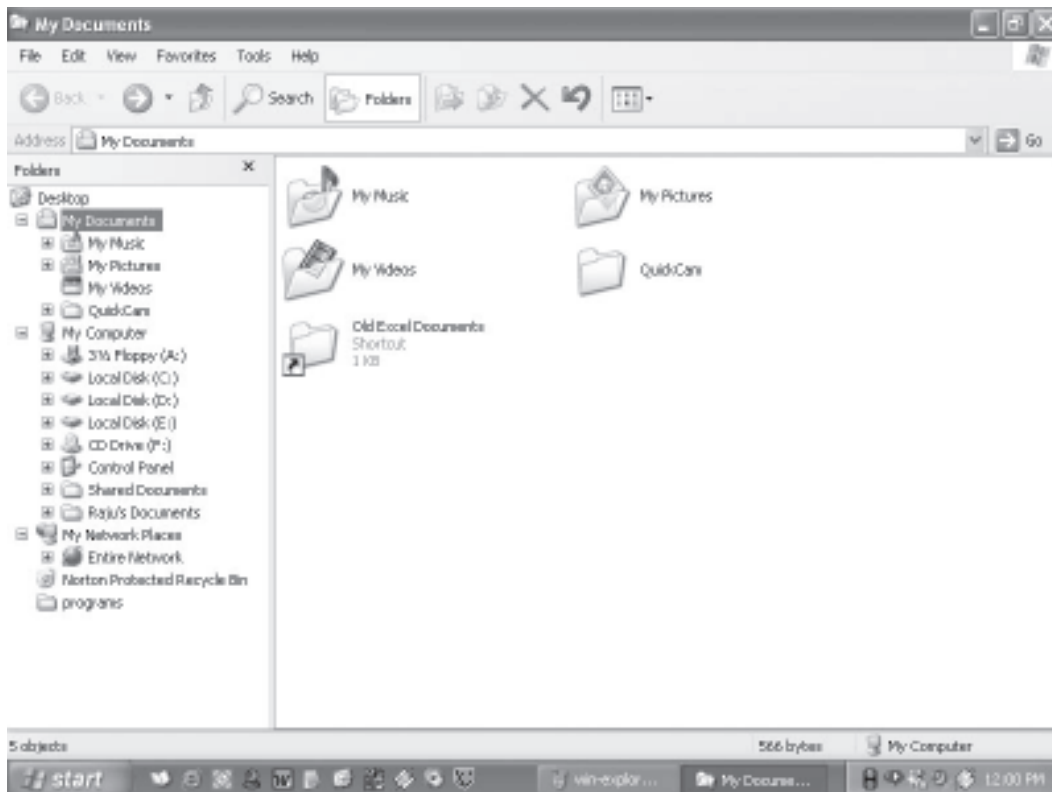 My Documents
File Edit View Favorites Tools Help
Back Search Folders
Address My Documents Go
Folders
Desktop
My Documents
My Music
My Pictures
My Videos
QuickCam
My Computer
3½ Floppy (A:)
Local Disk (C:)
Local Disk (D:)
Local Disk (E:)
CD Drive (F:)
Control Panel
Shared Documents
Raju's Documents
My Network Places
Entire Network
Norton Protected Recycle Bin
programs
My Music
My Pictures
My Videos
QuickCam
Old Excel Documents
Shortcut
1 KB
5 objects
566 bytes
My Computer
start
win-explor...
My Docume...
12:00 PM